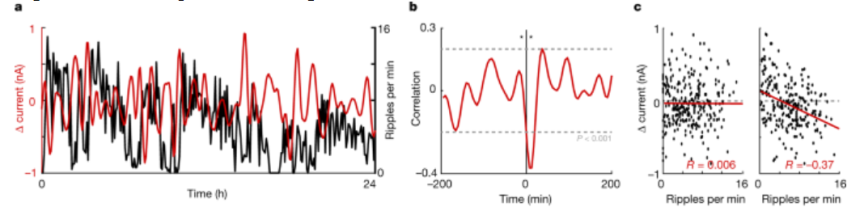 a
b
c
1
0
−1
Δ current (nA)
16
0
Ripples per min
0
24
Time (h)
0.3
0
−0.4
Correlation
* *
P < 0.001
−200
0
200
Time (min)
1
0
−1
Δ current (nA)
R = 0.006
R = −0.37
0
16
0
16
Ripples per min
Ripples per min